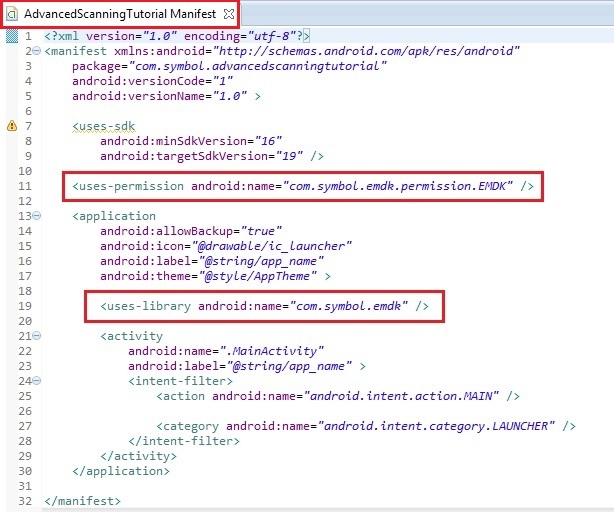 AdvancedScanningTutorial Manifest
1 <?xml version="1.0" encoding="utf-8"?>
2 <manifest xmlns:android="http://schemas.android.com/apk/res/android"
3 package="com.symbol.advancedscanningtutorial"
4 android:versionCode="1"
5 android:versionName="1.0" >
6
7 <uses-sdk
8 android:minSdkVersion="16"
9 android:targetSdkVersion="19" />
10
11 <uses-permission android:name="com.symbol.emdk.permission.EMDK" />
12
13 <application
14 android:allowBackup="true"
15 android:icon="@drawable/ic_launcher"
16 android:label="@string/app_name"
17 android:theme="@style/AppTheme" >
18
19 <uses-library android:name="com.symbol.emdk" />
20
21 <activity
22 android:name=".MainActivity"
23 android:label="@string/app_name" >
24 <intent-filter>
25 <action android:name="android.intent.action.MAIN" />
26
27 <category android:name="android.intent.category.LAUNCHER" />
28 </intent-filter>
29 </activity>
30 </application>
31
32 </manifest>